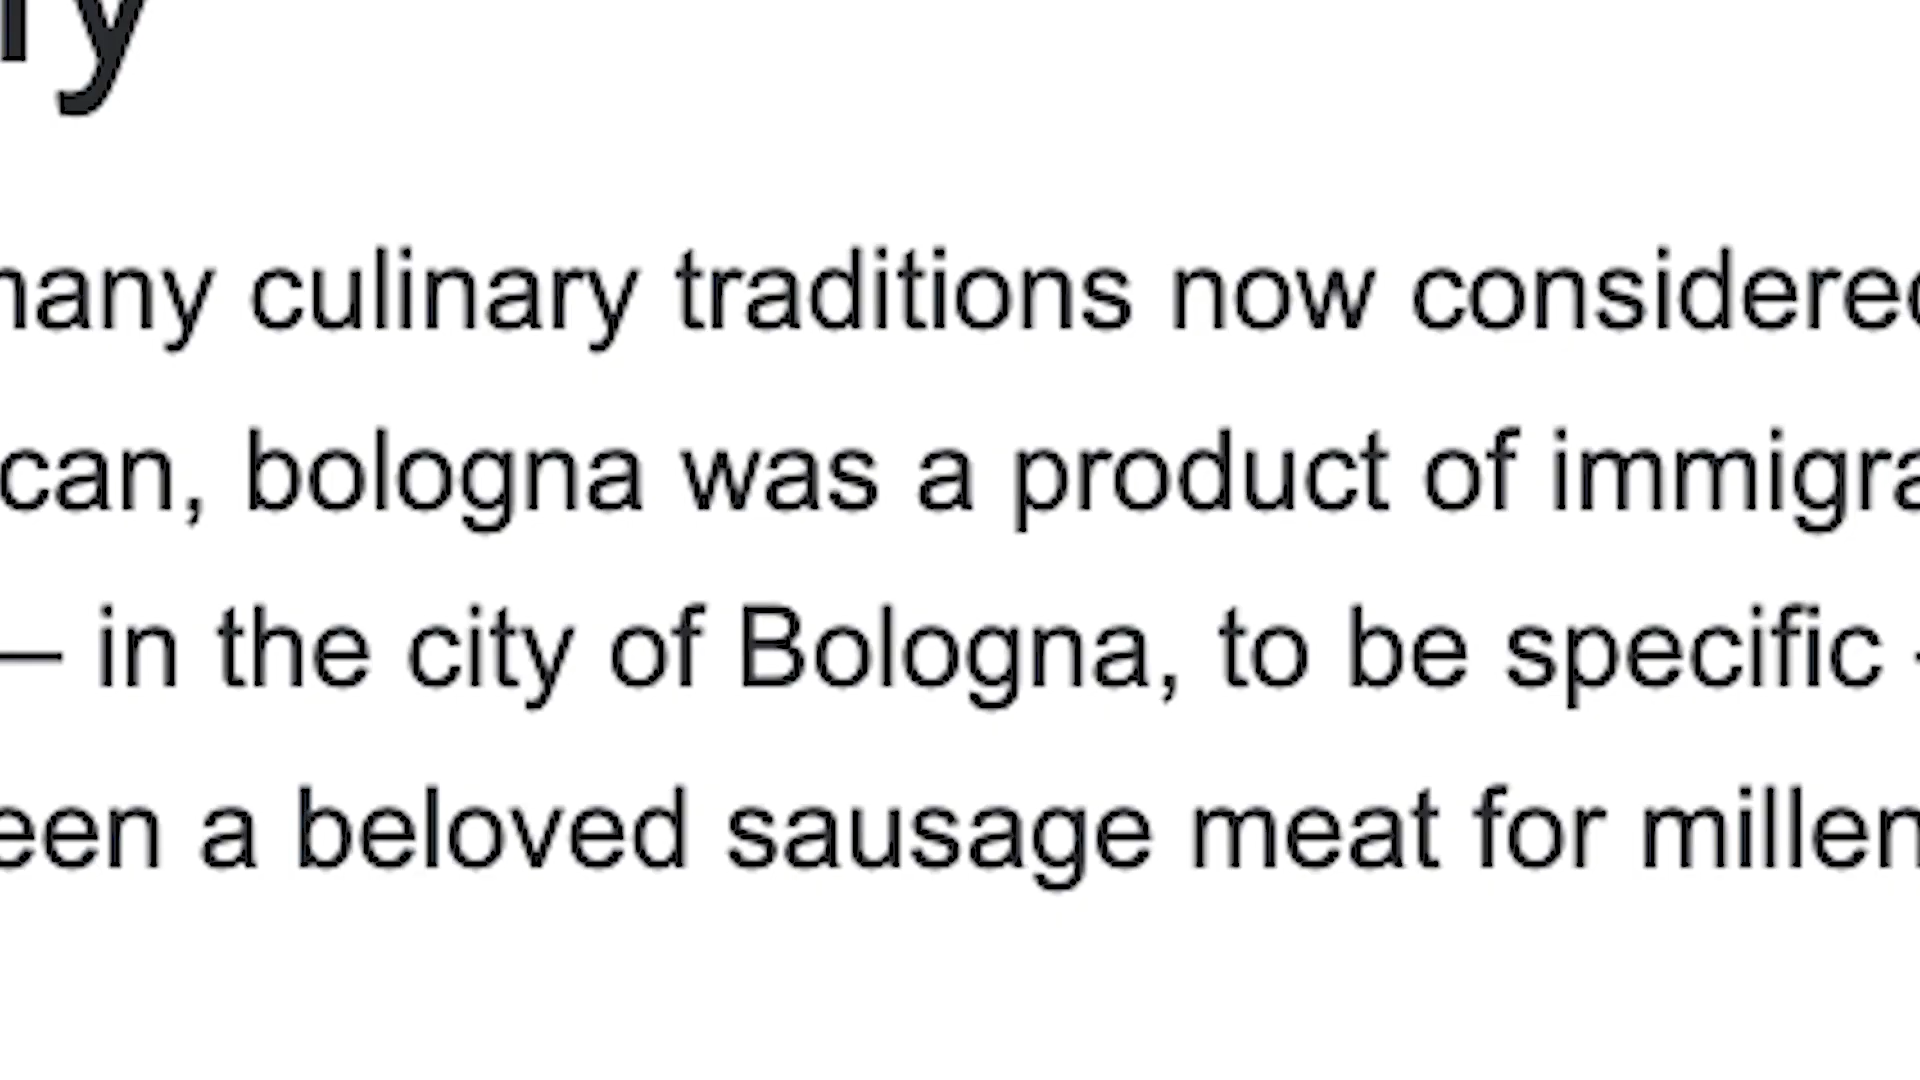 ry
many culinary traditions now considered
can, bologna was a product of immigra
– in the city of Bologna, to be specific -
een a beloved sausage meat for millen